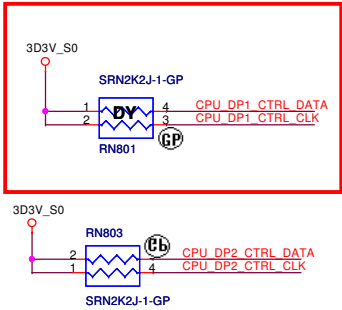 3D3V_S0
SRN2K2J-1-GP
1 DY 4 CPU_DP1_CTRL_DATA
2 3 CPU_DP1_CTRL_CLK
RN801 GP
3D3V_S0
RN803 GP
2 3 CPU_DP2_CTRL_DATA
1 4 CPU_DP2_CTRL_CLK
SRN2K2J-1-GP